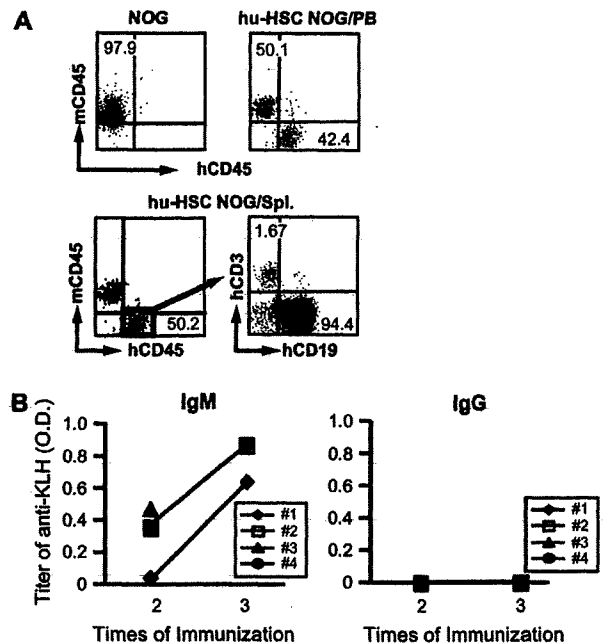 A
NOG
hu-HSC NOG/PB
97.9
mCD45
50.1
42.4
hCD45
hu-HSC NOG/Spl.
mCD45
50.2
hCD45
hCD3
1.67
94.4
hCD19
B
IgM
IgG
Titer of anti-KLH (O.D.)
1.0
0.8
0.6
0.4
0.2
0
#1
#2
#3
#4
2
3
Times of Immunization
1.0
0.8
0.6
0.4
0.2
0
#1
#2
#3
#4
2
3
Times of Immunization